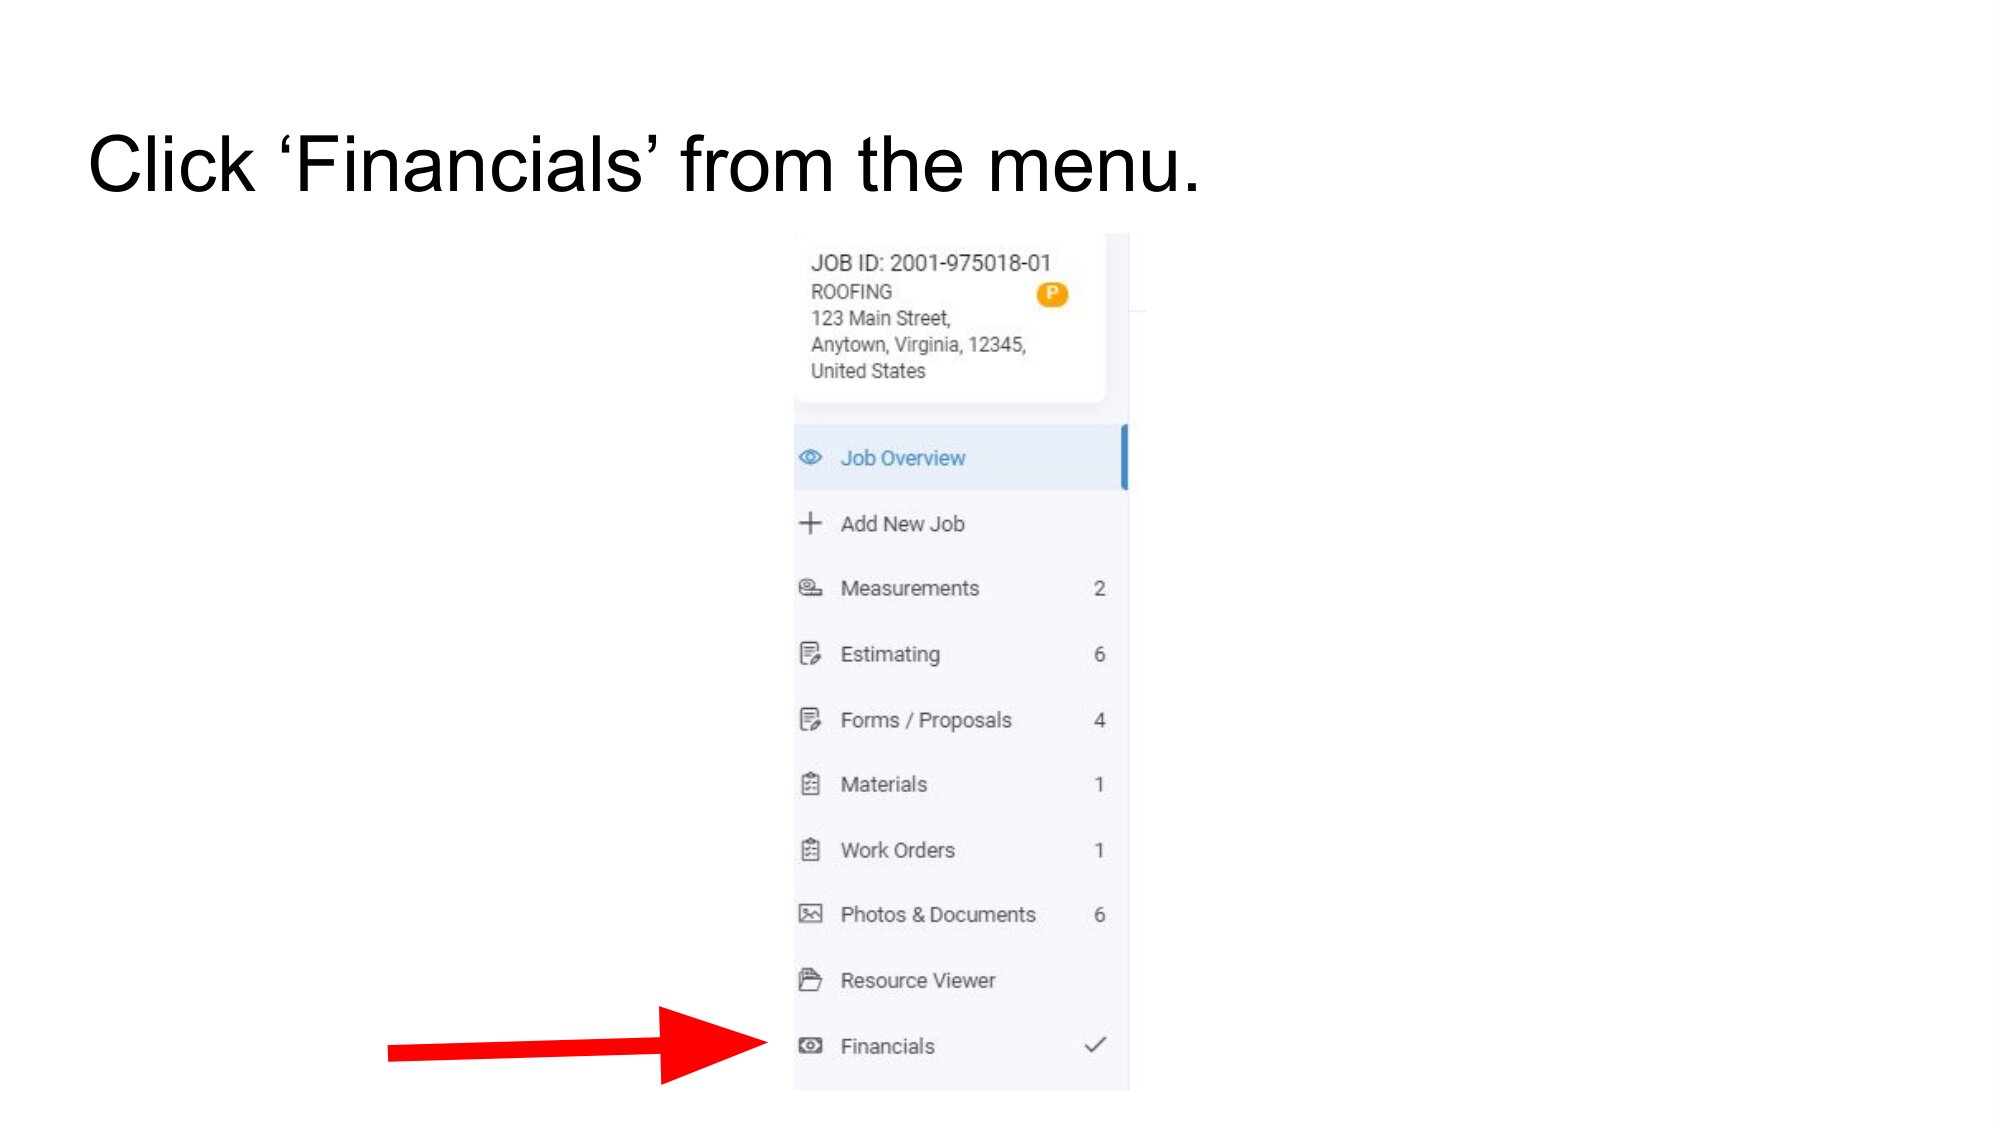 Click ‘Financials’ from the menu.
JOB ID: 2001-975018-01
ROOFING
P
123 Main Street,
Anytown, Virginia, 12345,
United States
Job Overview
Add New Job
Measurements 2
Estimating 6
Forms / Proposals 4
Materials 1
Work Orders 1
Photos & Documents 6
Resource Viewer
Financials